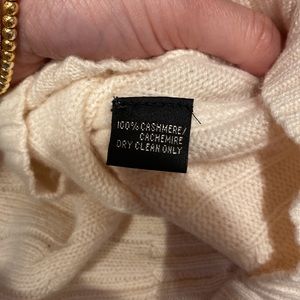 100% CASHMERE/
CACHEMIRE
DRY CLEAN ONLY